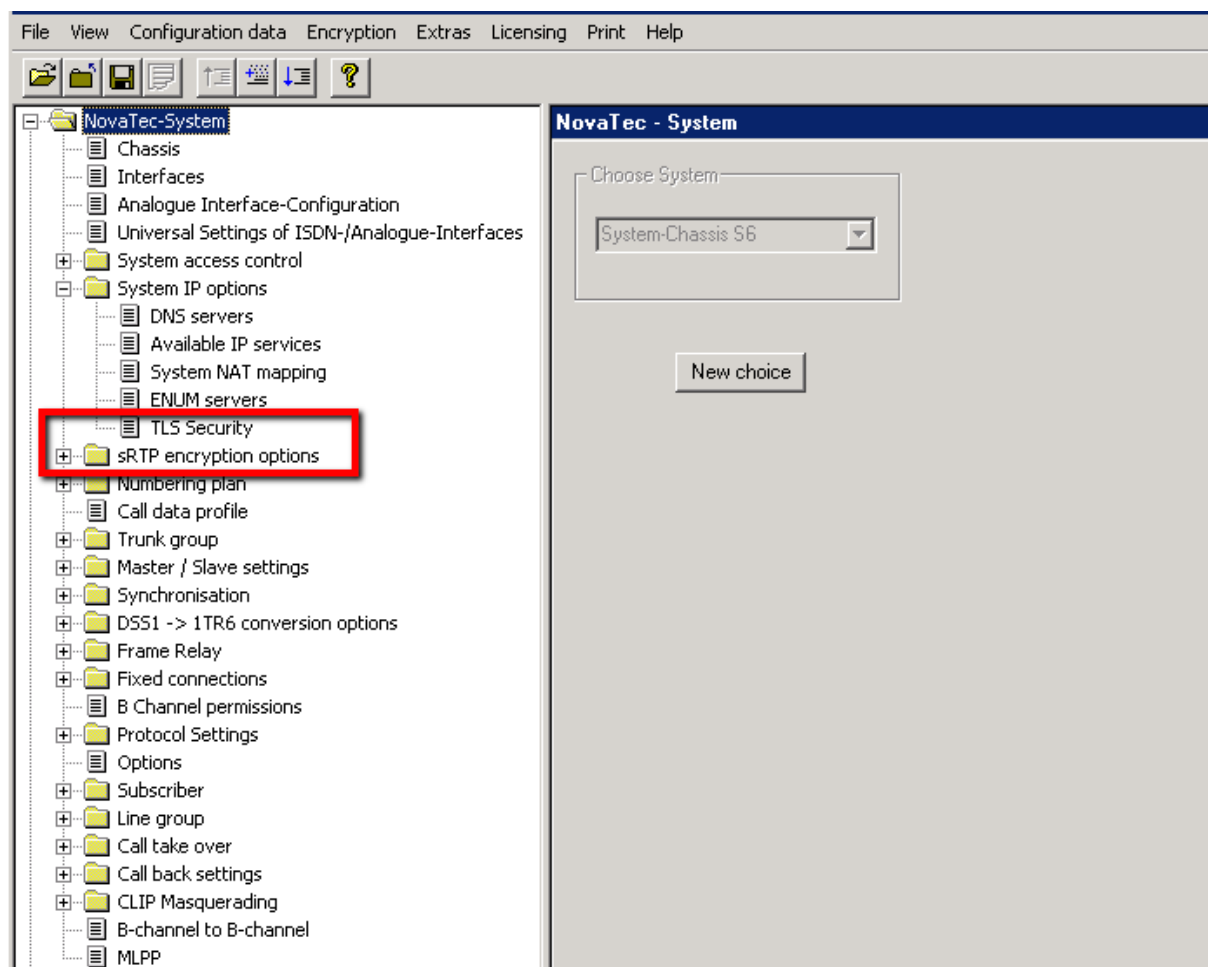 File View Configuration data Encryption Extras Licensing Print Help
NovaTec-System
Chassis
Interfaces
Analogue Interface-Configuration
Universal Settings of ISDN-/Analogue-Interfaces
System access control
System IP options
DNS servers
Available IP services
System NAT mapping
ENUM servers
TLS Security
sRTP encryption options
Numbering plan
Call data profile
Trunk group
Master / Slave settings
Synchronisation
DSS1 -> 1TR6 conversion options
Frame Relay
Fixed connections
B Channel permissions
Protocol Settings
Options
Subscriber
Line group
Call take over
Call back settings
CLIP Masquerading
B-channel to B-channel
MLPP
NovaTec - System
Choose System
System-Chassis S6
New choice